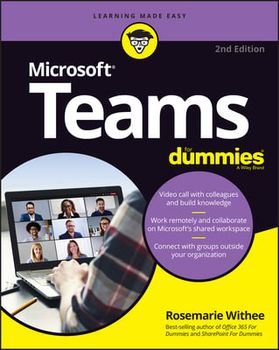 LEARNING MADE EASY
2nd Edition
Microsoft®
Teams
for
dummies®
A Wiley Brand
Video call with colleagues
and build knowledge
Work remotely and collaborate
on Microsoft's shared workspace
Connect with groups outside
your organization
Rosemarie Withee
Best-selling author of Office 365 For
Dummies and SharePoint For Dummies